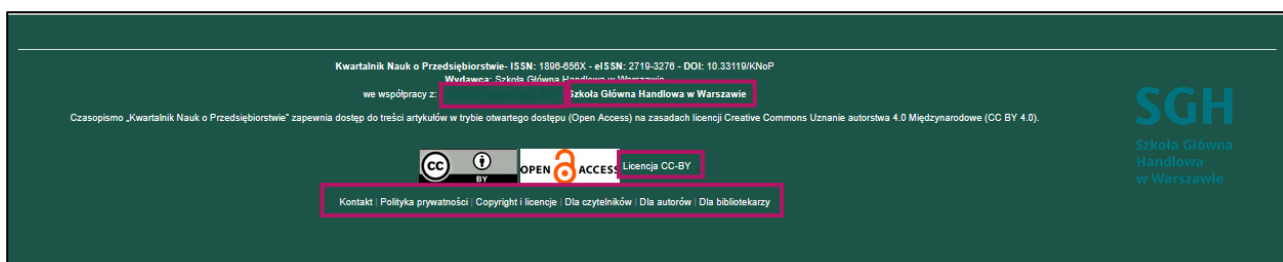 Kwartalnik Nauk o Przedsiębiorstwie- ISSN: 1896-656X - eISSN: 2719-3276 - DOI: 10.33119/KNoP
Wydawca: Szkoła Główna Handlowa w Warszawie
we współpracy z: Szkoła Główna Handlowa w Warszawie
Czasopismo „Kwartalnik Nauk o Przedsiębiorstwie” zapewnia dostęp do treści artykułów w trybie otwartego dostępu (Open Access) na zasadach licencji Creative Commons Uznanie autorstwa 4.0 Międzynarodowe (CC BY 4.0).
cc BY OPEN ACCESS Licencja CC-BY
Kontakt | Polityka prywatności | Copyright i licencje | Dla czytelników | Dla autorów | Dla bibliotekarzy
SGH
Szkoła Główna
Handlowa
w Warszawie